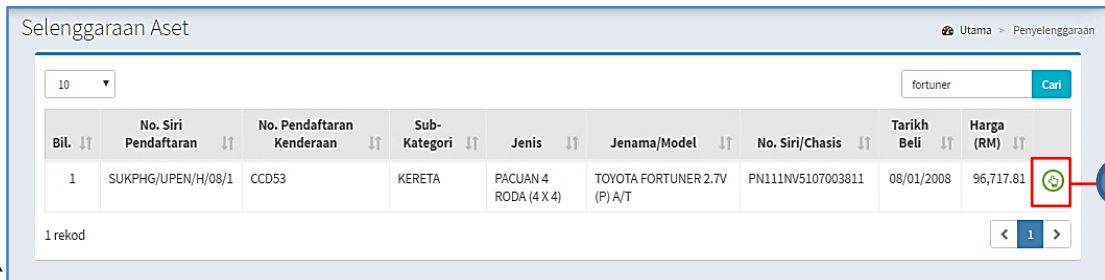 Selenggaraan Aset
Utama > Penyelenggaraan
10
fortuner
Cari
Bil.
No. Siri Pendaftaran
No. Pendaftaran Kenderaan
Sub-Kategori
Jenis
Jenama/Model
No. Siri/Chasis
Tarikh Beli
Harga (RM)
1
SUKPHG/UPEN/H/08/1
CCD53
KERETA
PACUAN 4
RODA (4 X 4)
TOYOTA FORTUNER 2.7V
(P) A/T
PN111NV5107003811
08/01/2008
96,717.81
1 rekod
< 1 >